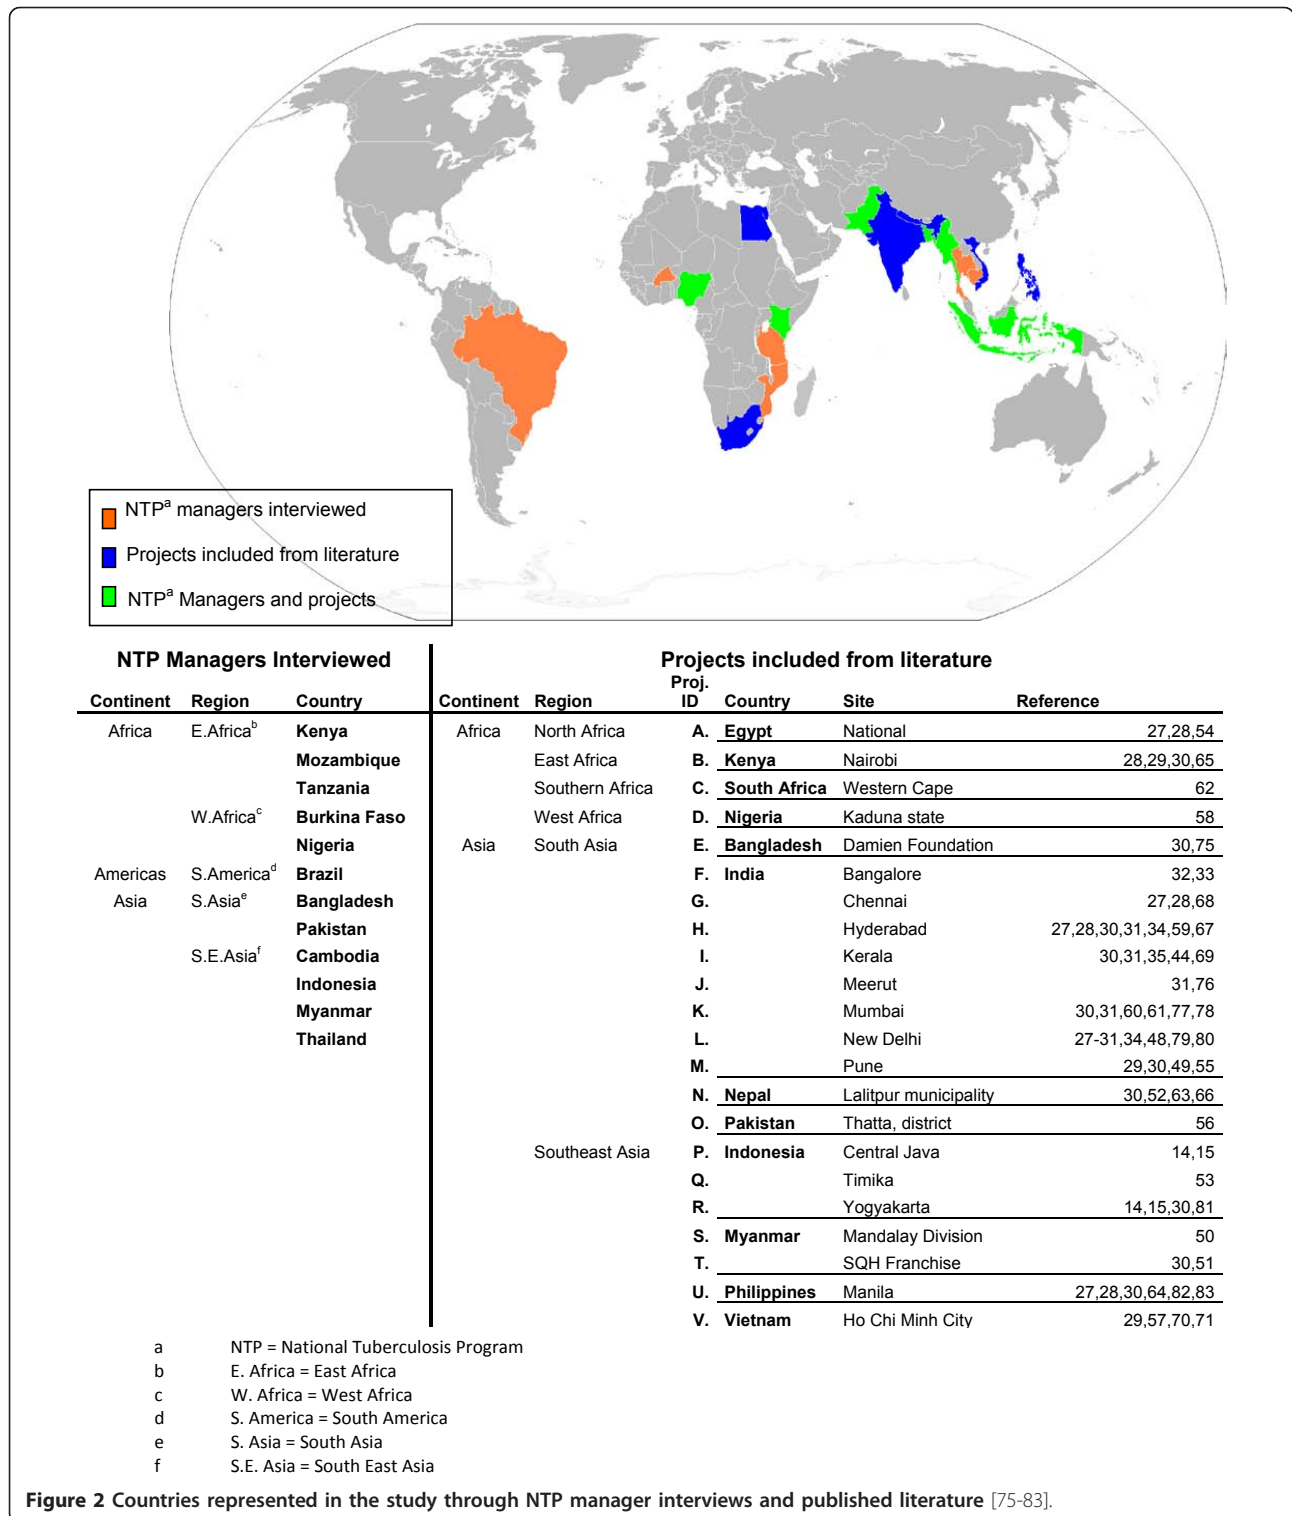 NTPa managers interviewed
Projects included from literature
NTPa Managers and projects
NTP Managers Interviewed
Continent Region Country
Africa E.Africab Kenya
Mozambique
Tanzania
W.Africac Burkina Faso
Nigeria
Americas S.Americad Brazil
Asia S.Asiae Bangladesh
Pakistan
S.E.Asiaf Cambodia
Indonesia
Myanmar
Thailand
Projects included from literature
Continent Region Proj. ID Country Site Reference
Africa North Africa A. Egypt National 27,28,54
East Africa B. Kenya Nairobi 28,29,30,65
Southern Africa C. South Africa Western Cape 62
West Africa D. Nigeria Kaduna state 58
Asia South Asia E. Bangladesh Damien Foundation 30,75
F. India Bangalore 32,33
G. Chennai 27,28,68
H. Hyderabad 27,28,30,31,34,59,67
I. Kerala 30,31,35,44,69
J. Meerut 31,76
K. Mumbai 30,31,60,61,77,78
L. New Delhi 27-31,34,48,79,80
M. Pune 29,30,49,55
N. Nepal Lalitpur municipality 30,52,63,66
O. Pakistan Thatta, district 56
Southeast Asia P. Indonesia Central Java 14,15
Q. Timika 53
R. Yogyakarta 14,15,30,81
S. Myanmar Mandalay Division 50
T. SQH Franchise 30,51
U. Philippines Manila 27,28,30,64,82,83
V. Vietnam Ho Chi Minh City 29,57,70,71
a NTP = National Tuberculosis Program
b E. Africa = East Africa
c W. Africa = West Africa
d S. America = South America
e S. Asia = South Asia
f S.E. Asia = South East Asia
Figure 2 Countries represented in the study through NTP manager interviews and published literature [75-83].